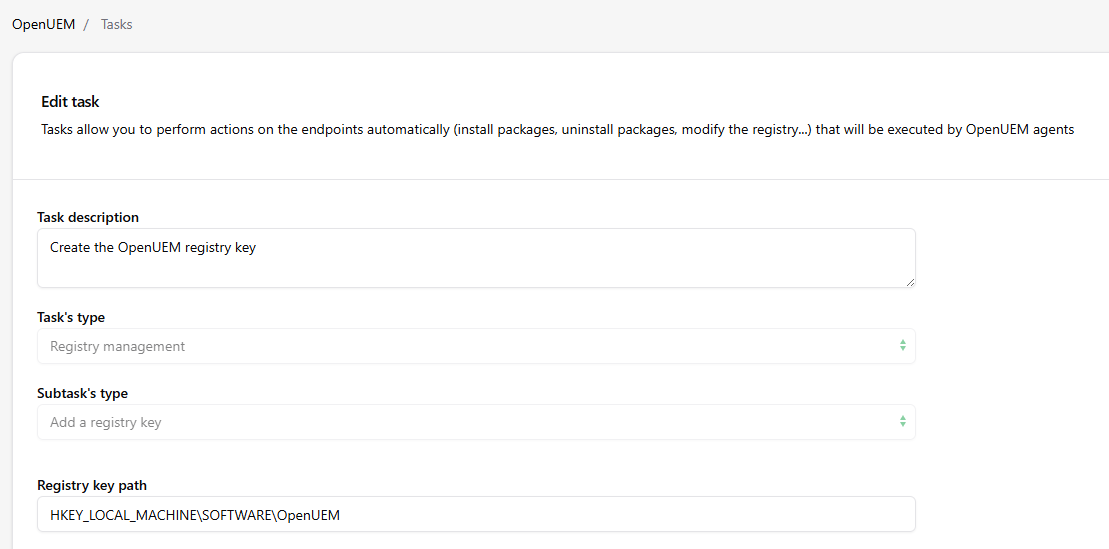 OpenUEM / Tasks
Edit task
Tasks allow you to perform actions on the endpoints automatically (install packages, uninstall packages, modify the registry...) that will be executed by OpenUEM agents
Task description
Create the OpenUEM registry key
Task's type
Registry management
Subtask's type
Add a registry key
Registry key path
HKEY_LOCAL_MACHINE\SOFTWARE\OpenUEM